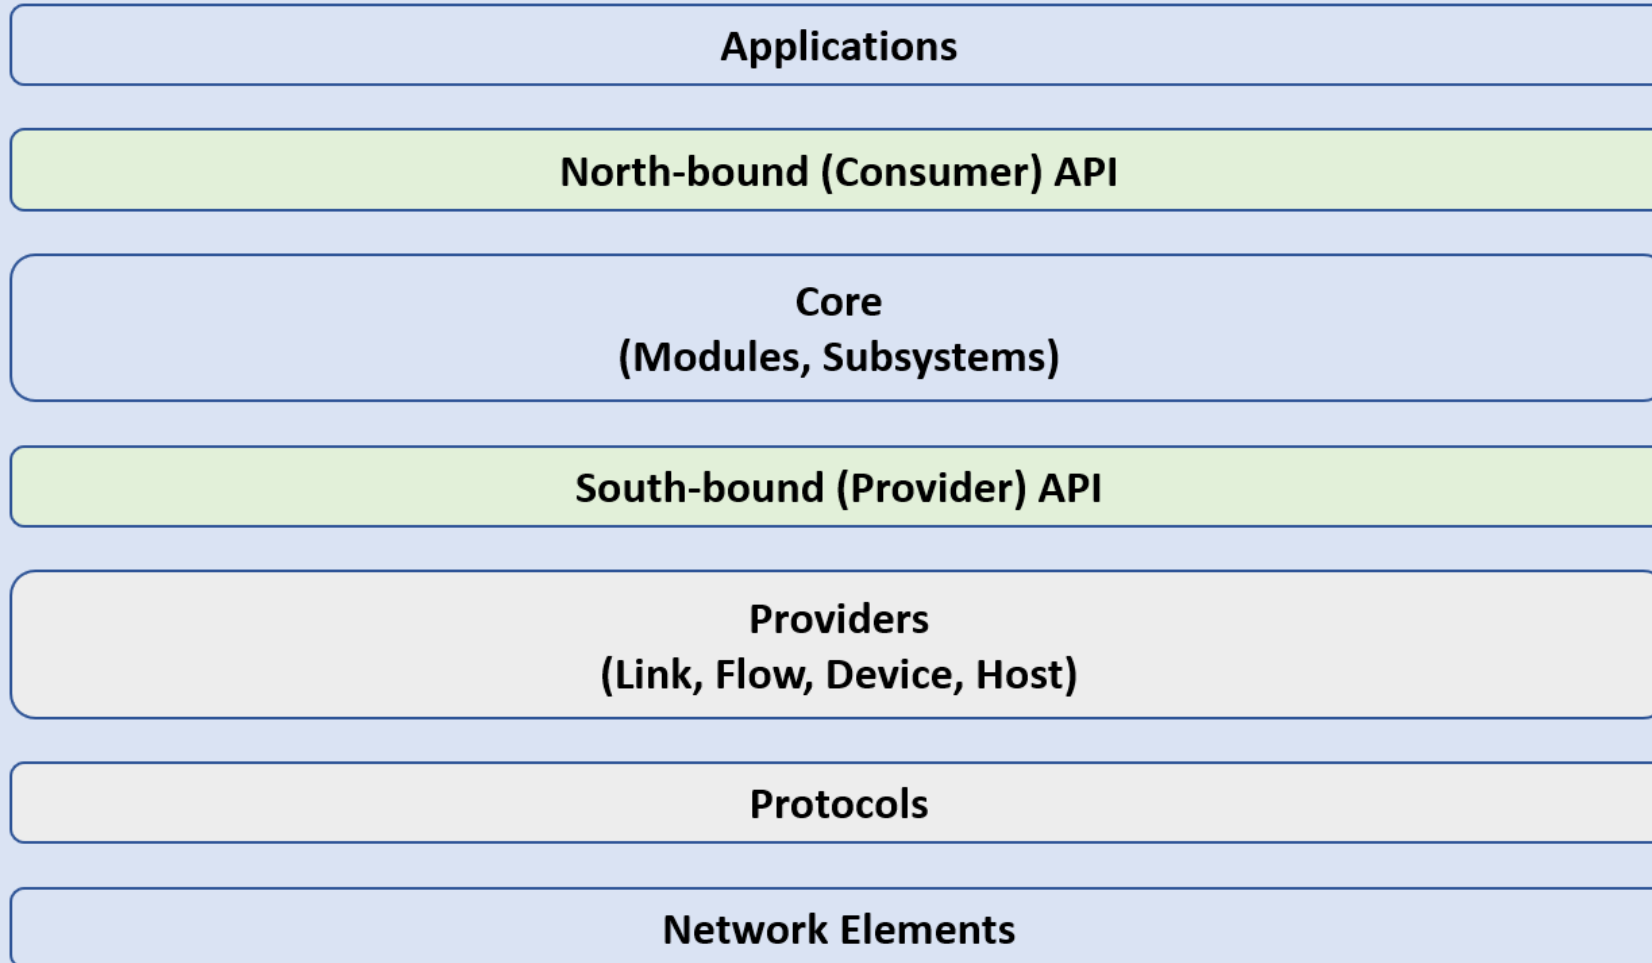 Applications
North-bound (Consumer) API
Core
(Modules, Subsystems)
South-bound (Provider) API
Providers
(Link, Flow, Device, Host)
Protocols
Network Elements